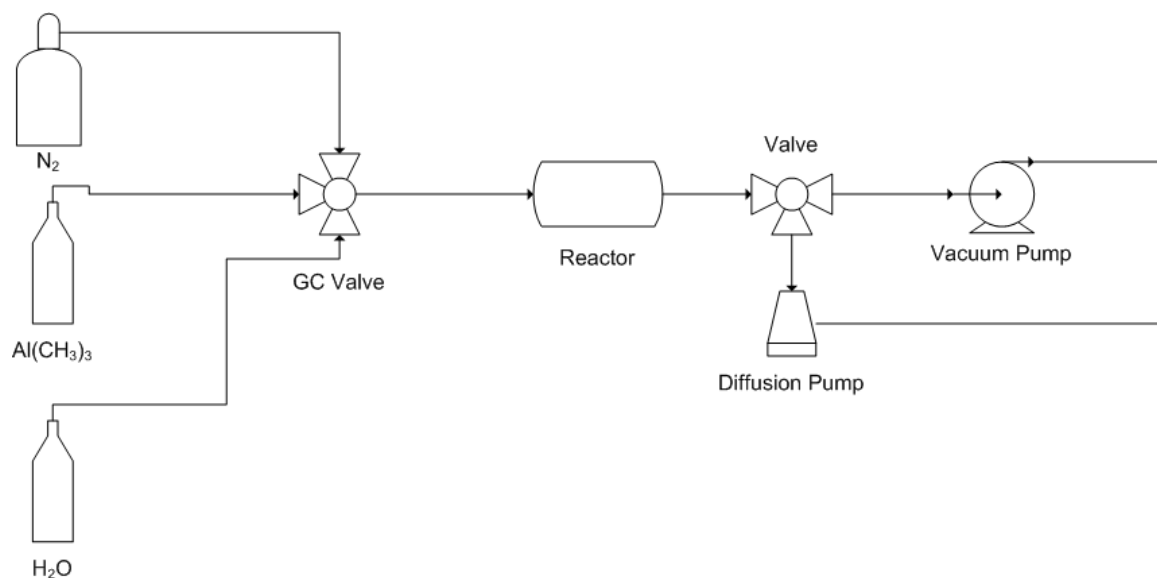 N₂
Valve
GC Valve
Reactor
Vacuum Pump
Al(CH₃)₃
Diffusion Pump
H₂O